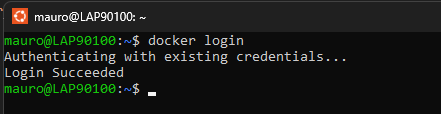 mauro@LAP90100: ~
mauro@LAP90100:~$ docker login
Authenticating with existing credentials...
Login Succeeded
mauro@LAP90100:~$